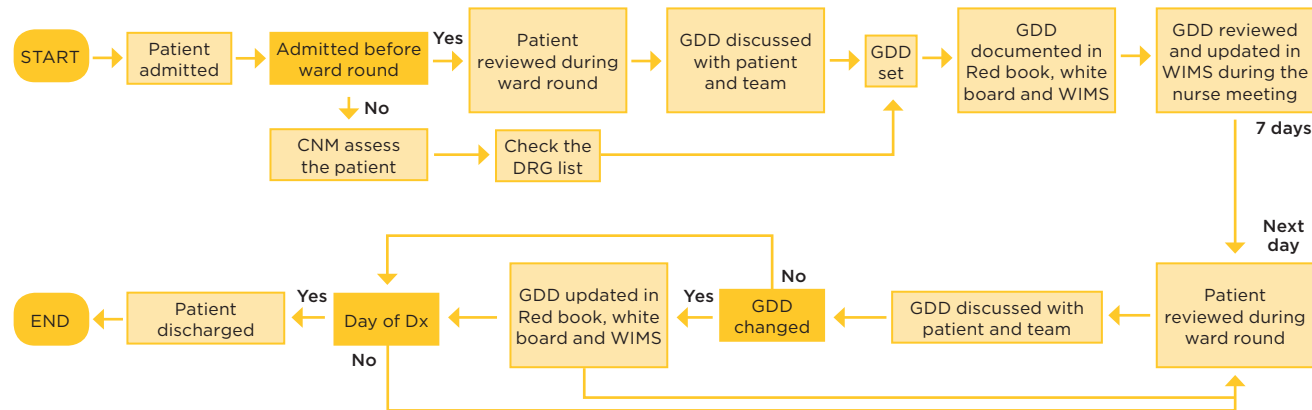 START
Patient
admitted
Admitted before
ward round
Yes
No
Patient
reviewed during
ward round
GDD discussed
with patient
and team
GDD
set
GDD
documented in
Red book, white
board and WIMS
GDD reviewed
and updated in
WIMS during the
nurse meeting
7 days
CNM assess
the patient
Check the
DRG list
Next
day
Patient
reviewed during
ward round
GDD discussed with
patient and team
GDD
changed
No
Yes
GDD updated in
Red book, white
board and WIMS
Day of Dx
Yes
No
Patient
discharged
END